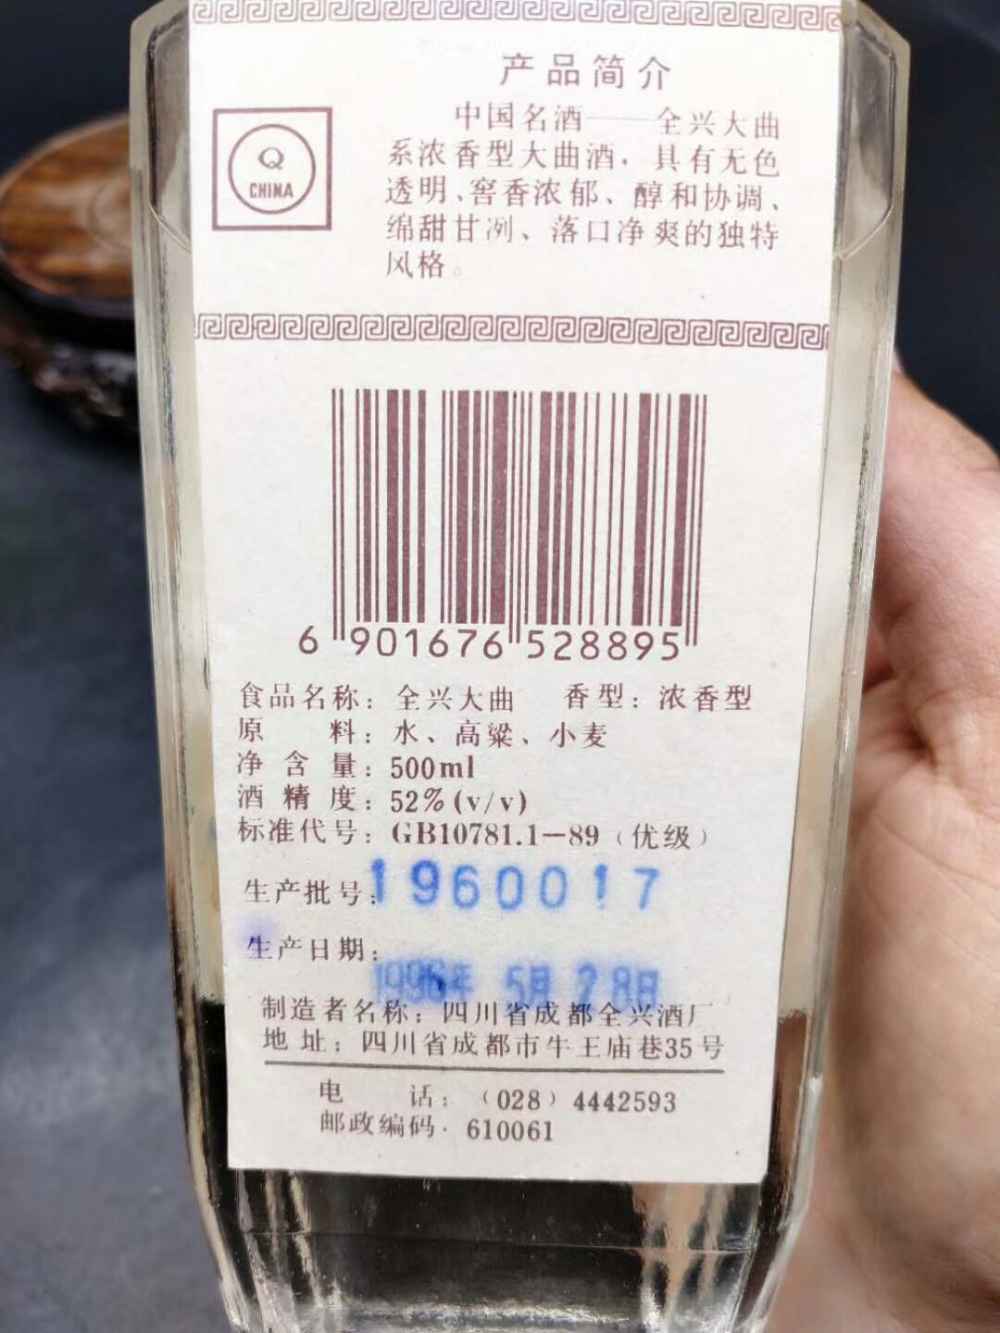 产品简介
Q
CHINA
中国名酒——全兴大曲
系浓香型大曲酒，具有无色
透明、窖香浓郁、醇和协调、
绵甜甘冽、落口净爽的独特
风格。
6 901676 528895
食品名称：全兴大曲 香型：浓香型
原 料：水、高粱、小麦
净含量：500ml
酒精度：52%(v/v)
标准代号：GB10781.1—89（优级）
生产批号：1960017
生产日期：
1996年 5月 28日
制造者名称：四川省成都全兴酒厂
地址：四川省成都市牛王庙巷35号
电 话：（028）4442593
邮政编码·610061